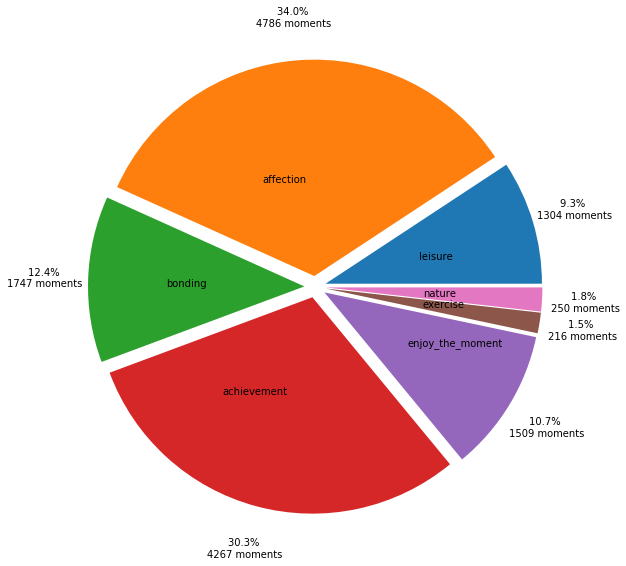 34.0%
4786 moments
affection
9.3%
1304 moments
leisure
12.4%
1747 moments
bonding
nature
1.8%
250 moments
exercise
1.5%
216 moments
enjoy_the_moment
achievement
10.7%
1509 moments
30.3%
4267 moments